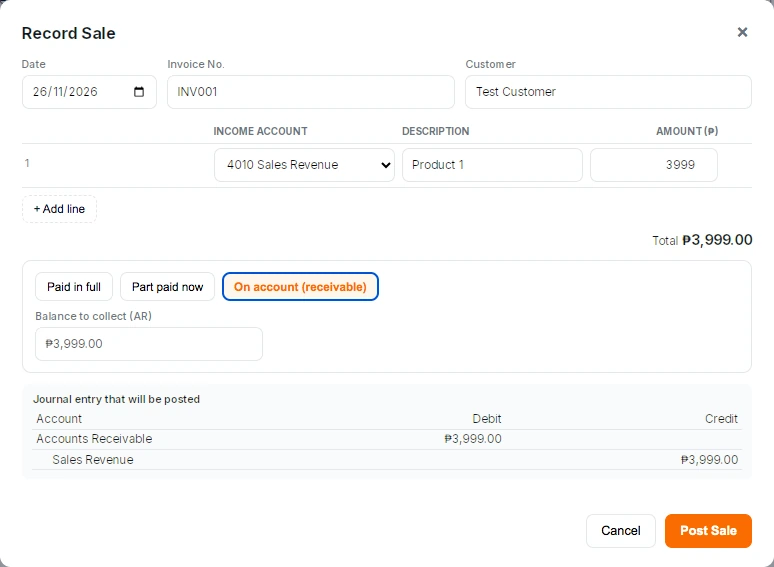 Record Sale ×
Date Invoice No. Customer
26/11/2026 INV001 Test Customer
INCOME ACCOUNT DESCRIPTION AMOUNT (₱)
1 4010 Sales Revenue Product 1 3999
+ Add line
Total ₱3,999.00
Paid in full Part paid now On account (receivable)
Balance to collect (AR)
₱3,999.00
Journal entry that will be posted
Account Debit Credit
Accounts Receivable ₱3,999.00
Sales Revenue ₱3,999.00
Cancel Post Sale